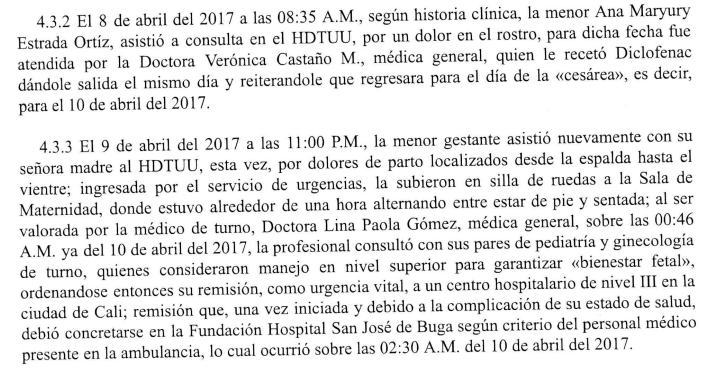 4.3.2 El 8 de abril del 2017 a las 08:35 A.M., según historia clínica, la menor Ana Maryury
Estrada Ortíz, asistió a consulta en el HDTUU, por un dolor en el rostro, para dicha fecha fue
atendida por la Doctora Verónica Castaño M., médica general, quien le recetó Diclofenac
dándole salida el mismo día y reiterandole que regresara para el día de la «cesárea», es decir,
para el 10 de abril del 2017.
4.3.3 El 9 de abril del 2017 a las 11:00 P.M., la menor gestante asistió nuevamente con su
señora madre al HDTUU, esta vez, por dolores de parto localizados desde la espalda hasta el
vientre; ingresada por el servicio de urgencias, la subieron en silla de ruedas a la Sala de
Maternidad, donde estuvo alrededor de una hora alternando entre estar de pie y sentada; al ser
valorada por la médico de turno, Doctora Lina Paola Gómez, médica general, sobre las 00:46
A.M. ya del 10 de abril del 2017, la profesional consultó con sus pares de pediatría y ginecología
de turno, quienes consideraron manejo en nivel superior para garantizar «bienestar fetal»,
ordenandose entonces su remisión, como urgencia vital, a un centro hospitalario de nivel III en la
ciudad de Cali; remisión que, una vez iniciada y debido a la complicación de su estado de salud,
debió concretarse en la Fundación Hospital San José de Buga según criterio del personal médico
presente en la ambulancia, lo cual ocurrió sobre las 02:30 A.M. del 10 de abril del 2017.